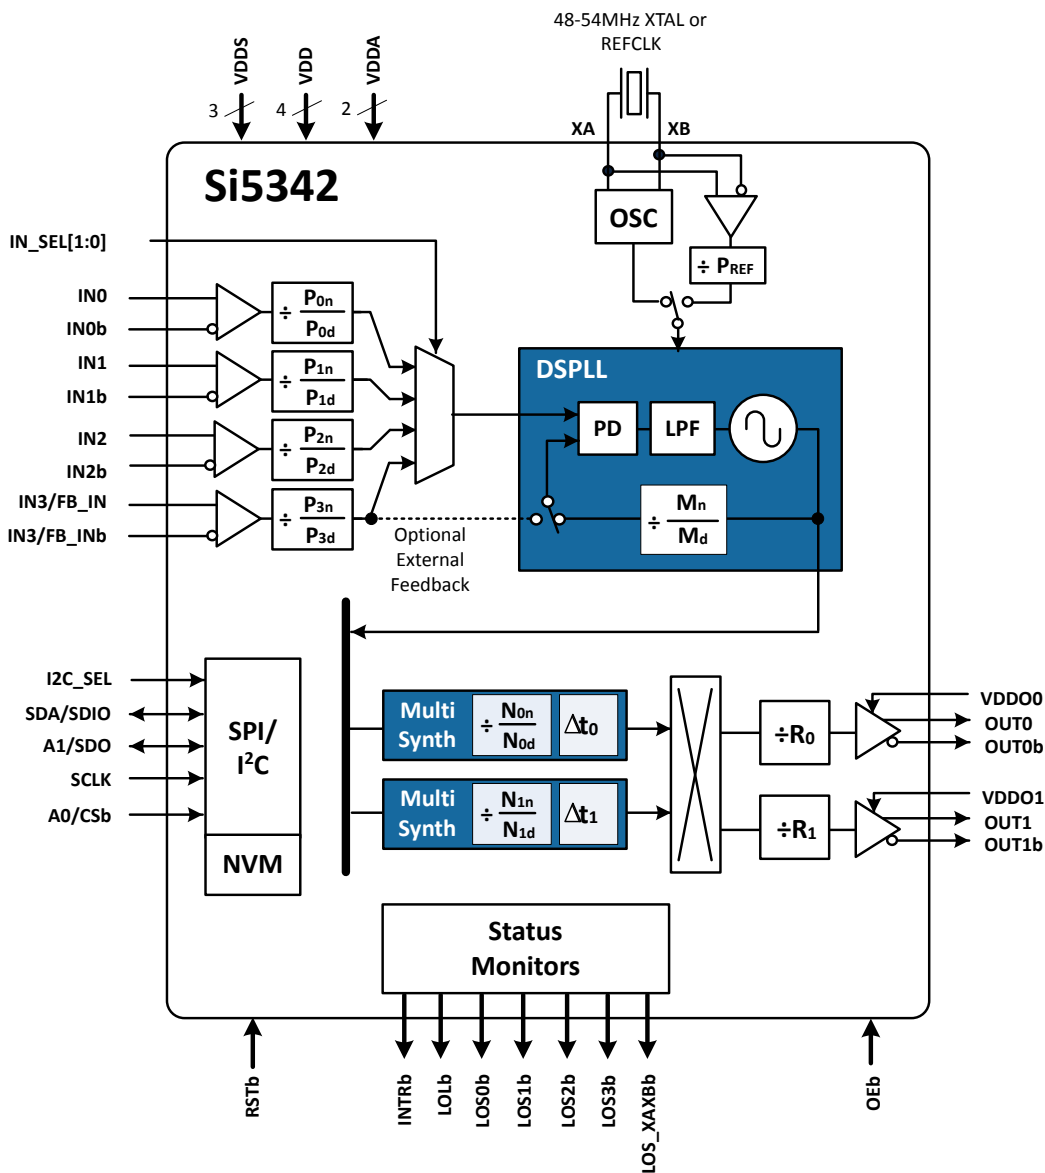 48-54MHz XTAL or
REFCLK
VDDS
VDD
VDDA
3
4
2
XA
XB
Si5342
OSC
÷ PREF
IN_SEL[1:0]
IN0
IN0b
÷ P0n
P0d
IN1
IN1b
÷ P1n
P1d
IN2
IN2b
÷ P2n
P2d
IN3/FB_IN
IN3/FB_INb
÷ P3n
P3d
Optional
External
Feedback
DSPLL
PD
LPF
÷ Mn
Md
I2C_SEL
SDA/SDIO
A1/SDO
SCLK
A0/CSb
SPI/
I²C
NVM
Multi
Synth
÷ N0n
N0d
Δt0
Multi
Synth
÷ N1n
N1d
Δt1
÷R0
÷R1
VDDO0
OUT0
OUT0b
VDDO1
OUT1
OUT1b
Status
Monitors
RSTb
INTRb
LOLb
LOS0b
LOS1b
LOS2b
LOS3b
LOS_XAXBb
OEb